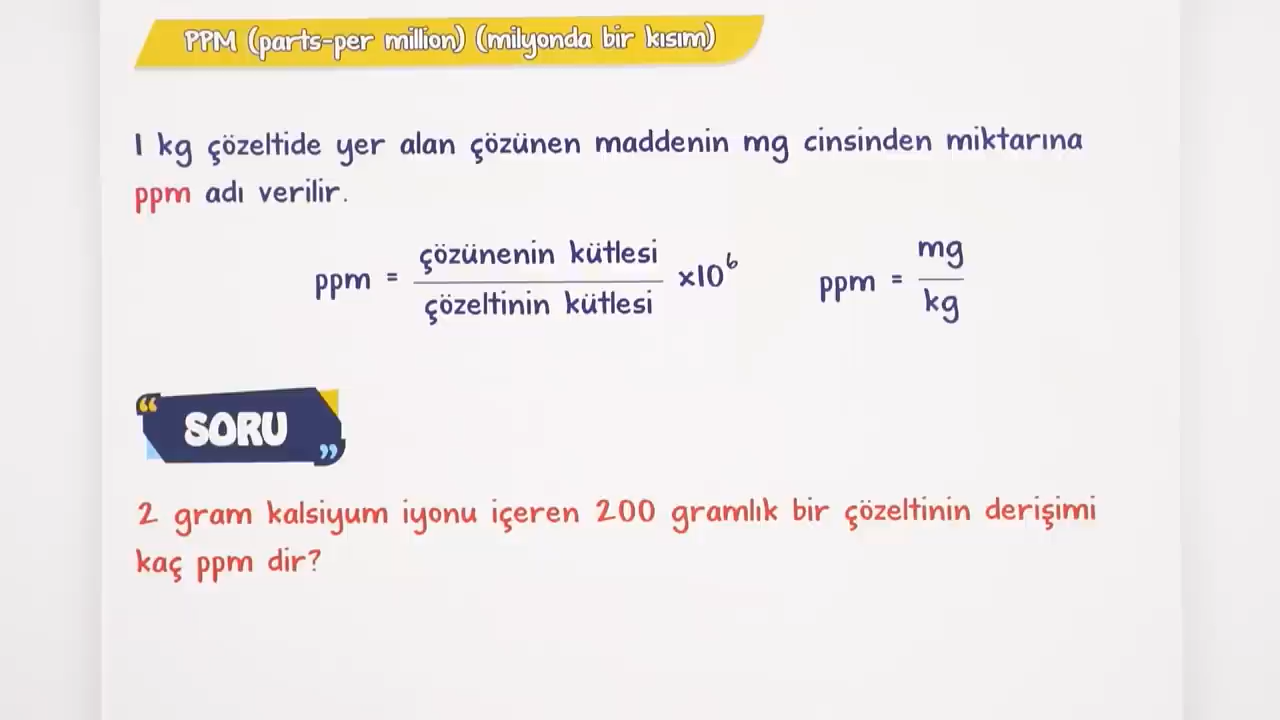 PPM (parts-per million) (milyonda bir kısım)
1 kg çözeltide yer alan çözünen maddenin mg cinsinden miktarına
ppm adı verilir.
ppm = çözünenin kütlesi / çözeltinin kütlesi x10⁶
ppm = mg / kg
“ SORU ”
2 gram kalsiyum iyonu içeren 200 gramlık bir çözeltinin derişimi
kaç ppm dir?